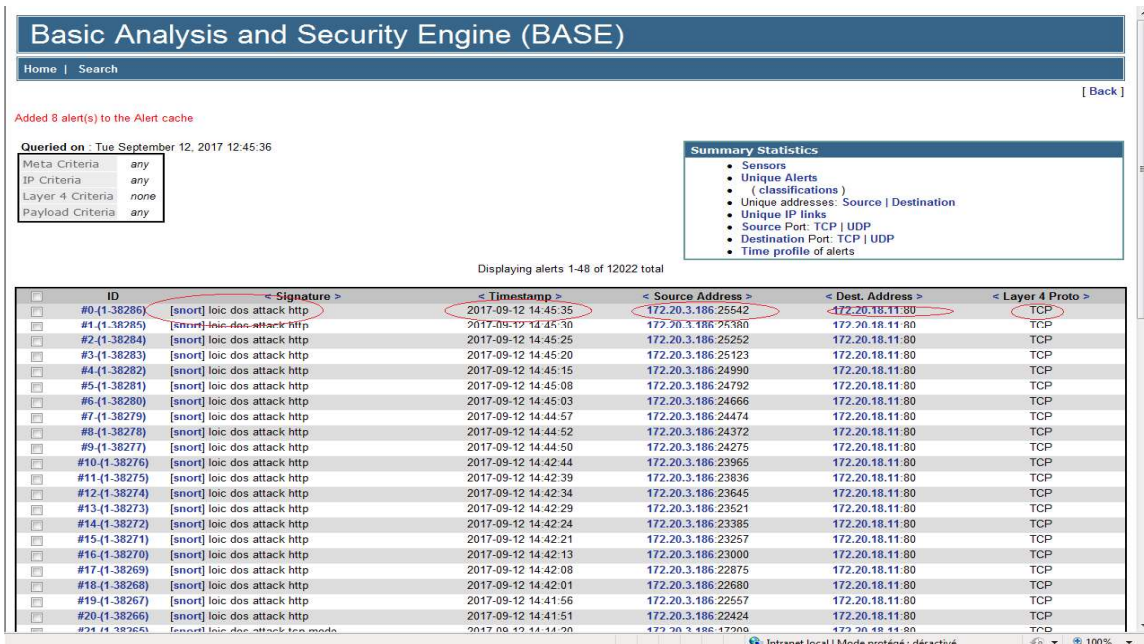 Basic Analysis and Security Engine (BASE)
Home | Search
[ Back ]
Added 8 alert(s) to the Alert cache
Queried on : Tue September 12, 2017 12:45:36
Meta Criteria any
IP Criteria any
Layer 4 Criteria none
Payload Criteria any
Summary Statistics
• Sensors
• Unique Alerts
• ( classifications )
• Unique addresses: Source | Destination
• Unique IP links
• Source Port: TCP | UDP
• Destination Port: TCP | UDP
• Time profile of alerts
Displaying alerts 1-48 of 12022 total
ID < Signature > < Timestamp > < Source Address > < Dest. Address > < Layer 4 Proto >
#0-(1-38286) [snort] loic dos attack http 2017-09-12 14:45:35 172.20.3.186:25542 172.20.18.11:80 TCP
#1-(1-38285) [snort] loic dos attack http 2017-09-12 14:45:30 172.20.3.186:25380 172.20.18.11:80 TCP
#2-(1-38284) [snort] loic dos attack http 2017-09-12 14:45:25 172.20.3.186:25252 172.20.18.11:80 TCP
#3-(1-38283) [snort] loic dos attack http 2017-09-12 14:45:20 172.20.3.186:25123 172.20.18.11:80 TCP
#4-(1-38282) [snort] loic dos attack http 2017-09-12 14:45:15 172.20.3.186:24990 172.20.18.11:80 TCP
#5-(1-38281) [snort] loic dos attack http 2017-09-12 14:45:08 172.20.3.186:24792 172.20.18.11:80 TCP
#6-(1-38280) [snort] loic dos attack http 2017-09-12 14:45:03 172.20.3.186:24666 172.20.18.11:80 TCP
#7-(1-38279) [snort] loic dos attack http 2017-09-12 14:44:57 172.20.3.186:24474 172.20.18.11:80 TCP
#8-(1-38278) [snort] loic dos attack http 2017-09-12 14:44:52 172.20.3.186:24372 172.20.18.11:80 TCP
#9-(1-38277) [snort] loic dos attack http 2017-09-12 14:44:50 172.20.3.186:24275 172.20.18.11:80 TCP
#10-(1-38276) [snort] loic dos attack http 2017-09-12 14:42:44 172.20.3.186:23965 172.20.18.11:80 TCP
#11-(1-38275) [snort] loic dos attack http 2017-09-12 14:42:39 172.20.3.186:23836 172.20.18.11:80 TCP
#12-(1-38274) [snort] loic dos attack http 2017-09-12 14:42:34 172.20.3.186:23645 172.20.18.11:80 TCP
#13-(1-38273) [snort] loic dos attack http 2017-09-12 14:42:29 172.20.3.186:23521 172.20.18.11:80 TCP
#14-(1-38272) [snort] loic dos attack http 2017-09-12 14:42:24 172.20.3.186:23385 172.20.18.11:80 TCP
#15-(1-38271) [snort] loic dos attack http 2017-09-12 14:42:21 172.20.3.186:23257 172.20.18.11:80 TCP
#16-(1-38270) [snort] loic dos attack http 2017-09-12 14:42:13 172.20.3.186:23000 172.20.18.11:80 TCP
#17-(1-38269) [snort] loic dos attack http 2017-09-12 14:42:08 172.20.3.186:22875 172.20.18.11:80 TCP
#18-(1-38268) [snort] loic dos attack http 2017-09-12 14:42:01 172.20.3.186:22680 172.20.18.11:80 TCP
#19-(1-38267) [snort] loic dos attack http 2017-09-12 14:41:56 172.20.3.186:22557 172.20.18.11:80 TCP
#20-(1-38266) [snort] loic dos attack http 2017-09-12 14:41:51 172.20.3.186:22424 172.20.18.11:80 TCP
#21-(1-38265) [snort] loic dos attack tcp mode 2017-09-12 14:14:20 172.20.3.186:17209 172.20.18.11:80 TCP
Intranet local | Mode protégé : désactivé 100%